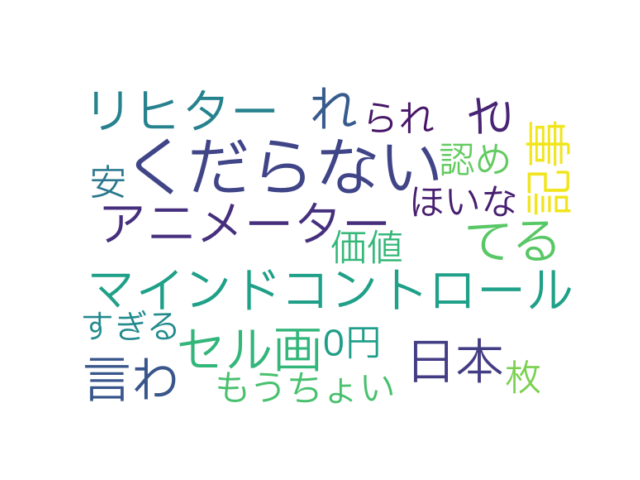 リヒター
れ
られ
れ
くだらない
認め
記事
安
ほいな
アニメーター
価値
てる
マインドコントロール
すぎる
セル画
0円
日本
言わ
もうちょい
枚